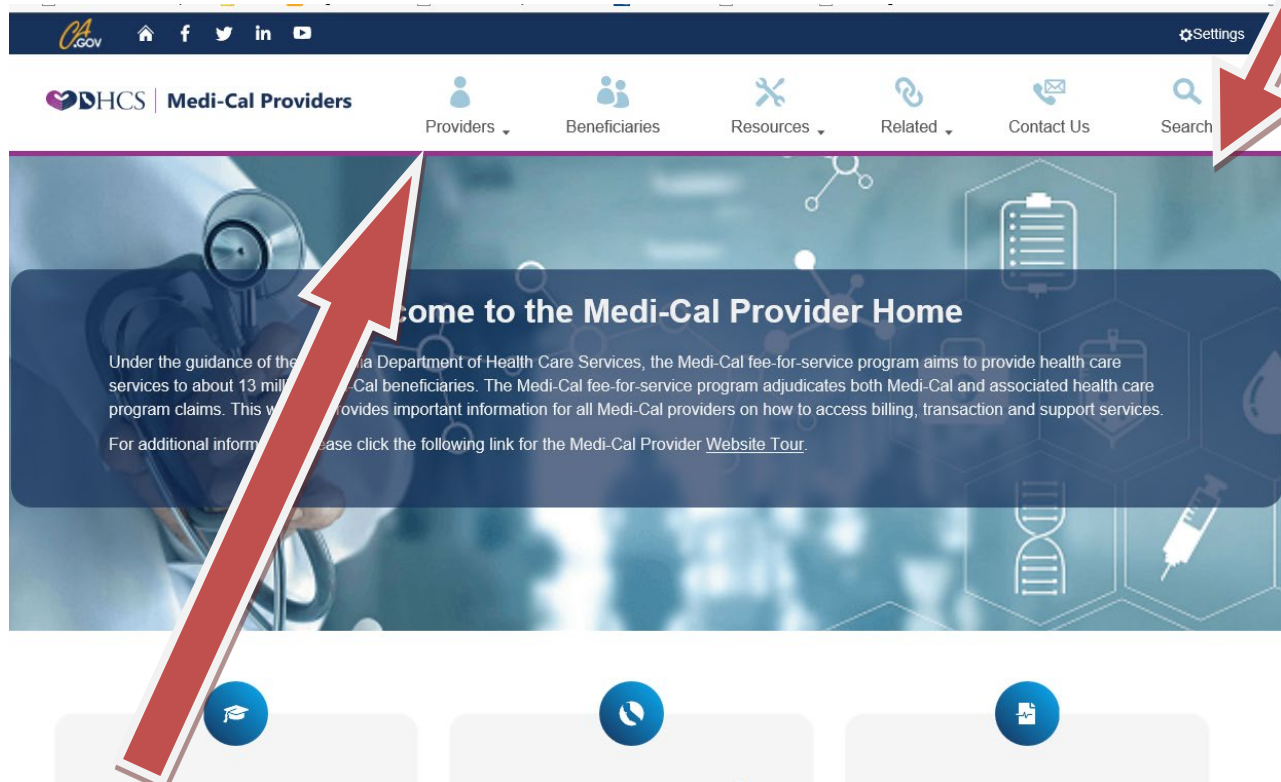 CA.GOV
Settings
DHCS | Medi-Cal Providers
Providers
Beneficiaries
Resources
Related
Contact Us
Search
come to the Medi-Cal Provider Home
Under the guidance of the ia Department of Health Care Services, the Medi-Cal fee-for-service program aims to provide health care
services to about 13 mill -Cal beneficiaries. The Medi-Cal fee-for-service program adjudicates both Medi-Cal and associated health care
program claims. This w rovides important information for all Medi-Cal providers on how to access billing, transaction and support services.
For additional inform ease click the following link for the Medi-Cal Provider Website Tour.